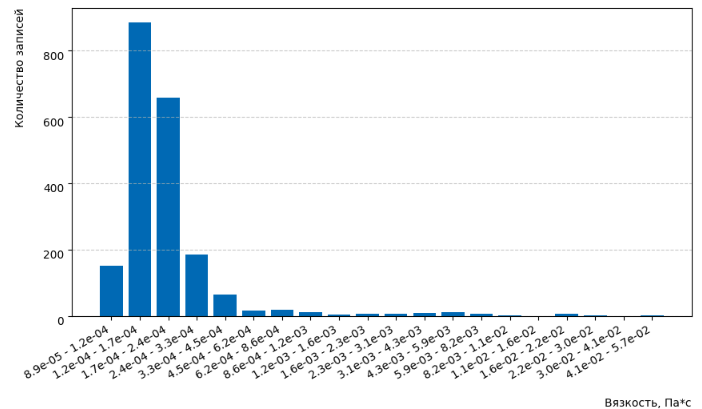 Количество записей
800
600
400
200
0
8.9e-05 - 1.2e-04
1.2e-04 - 1.7e-04
1.7e-04 - 2.4e-04
2.4e-04 - 3.3e-04
3.3e-04 - 4.5e-04
4.5e-04 - 6.2e-04
6.2e-04 - 8.6e-04
8.6e-04 - 1.2e-03
1.2e-03 - 1.6e-03
1.6e-03 - 2.3e-03
2.3e-03 - 3.1e-03
3.1e-03 - 4.3e-03
4.3e-03 - 5.9e-03
5.9e-03 - 8.2e-03
8.2e-03 - 1.1e-02
1.1e-02 - 1.6e-02
1.6e-02 - 2.2e-02
2.2e-02 - 3.0e-02
3.0e-02 - 4.1e-02
4.1e-02 - 5.7e-02
Вязкость, Па*с